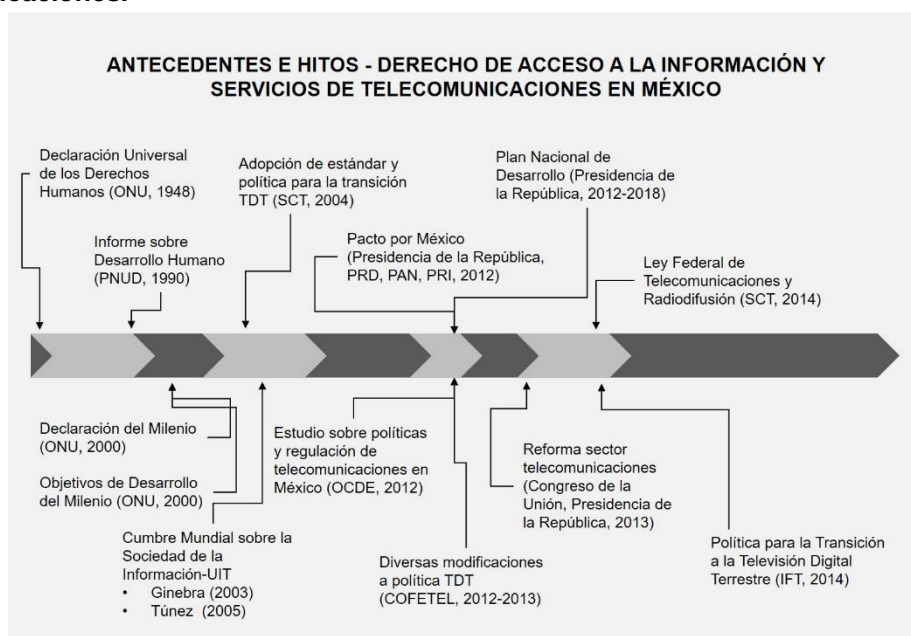 ANTECEDENTES E HITOS - DERECHO DE ACCESO A LA INFORMACIÓN Y
SERVICIOS DE TELECOMUNICACIONES EN MÉXICO
Declaración Universal
de los Derechos
Humanos (ONU, 1948)
Informe sobre
Desarrollo Humano
(PNUD, 1990)
Adopción de estándar y
política para la transición
TDT (SCT, 2004)
Pacto por México
(Presidencia de la República,
PRD, PAN, PRI, 2012)
Plan Nacional de
Desarrollo (Presidencia de
la República, 2012-2018)
Ley Federal de
Telecomunicaciones y
Radiodifusión (SCT, 2014)
Declaración del Milenio
(ONU, 2000)
Objetivos de Desarrollo
del Milenio (ONU, 2000)
Cumbre Mundial sobre la
Sociedad de la
Información-UIT
• Ginebra (2003)
• Túnez (2005)
Estudio sobre políticas
y regulación de
telecomunicaciones en
México (OCDE, 2012)
Diversas modificaciones
a política TDT
(COFETEL, 2012-2013)
Reforma sector
telecomunicaciones
(Congreso de la
Unión, Presidencia de
la República, 2013)
Política para la Transición
a la Televisión Digital
Terrestre (IFT, 2014)